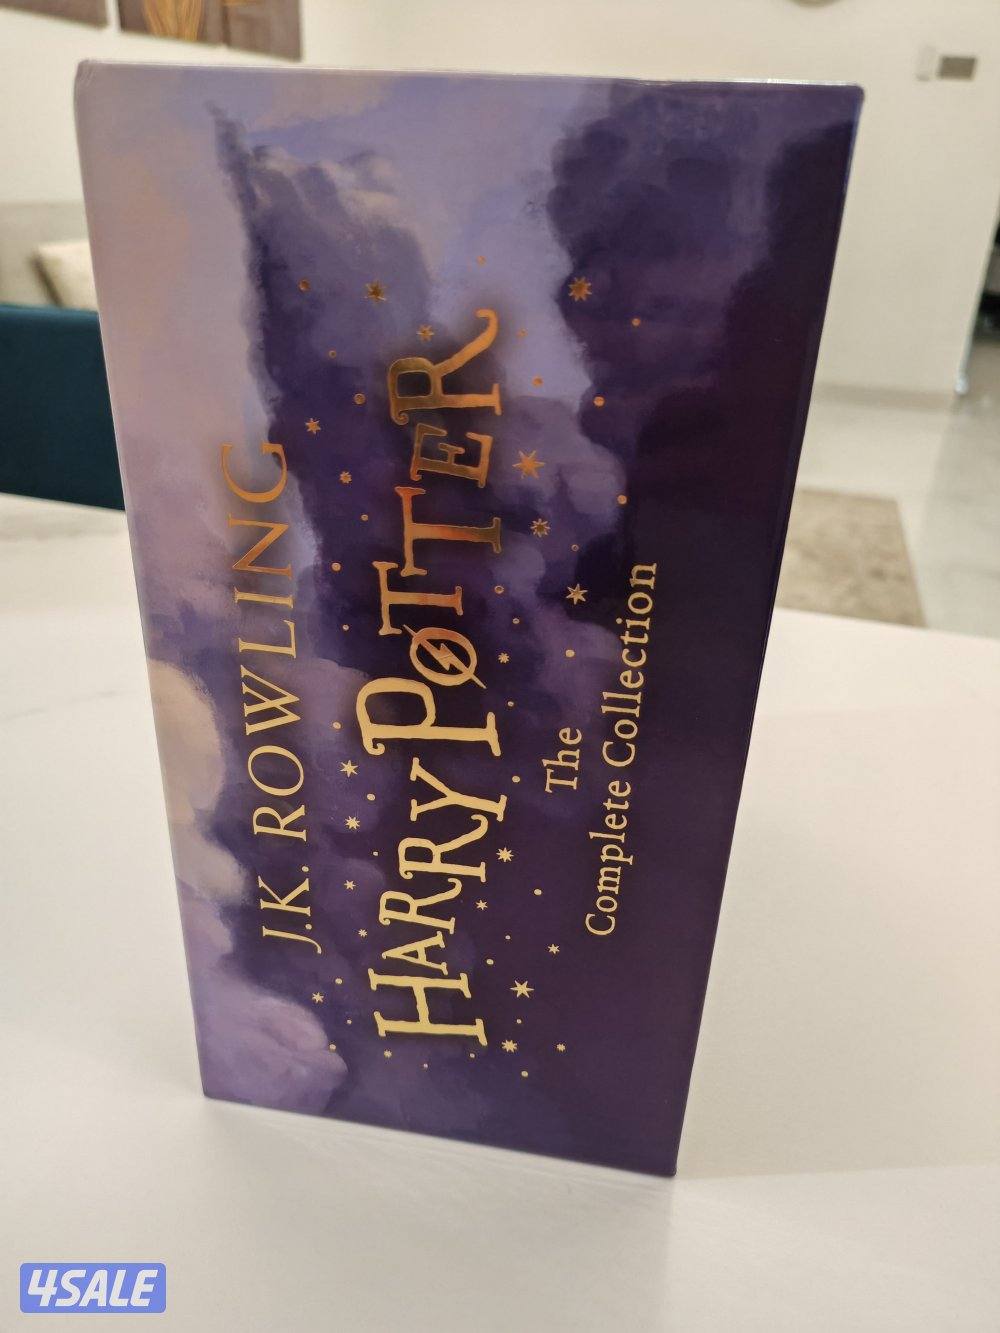 J.K. ROWLING
HARRY POTTER
The
Complete Collection
4SALE